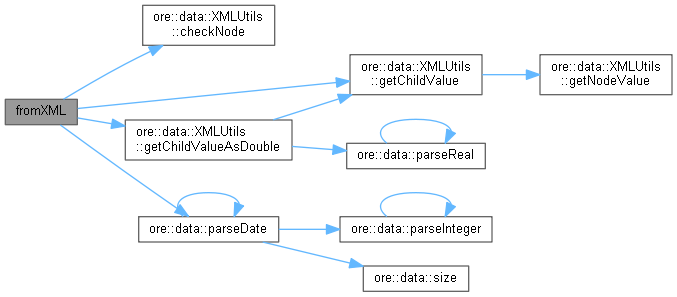 fromXML
ore::data::XMLUtils
::checkNode
ore::data::XMLUtils
::getChildValue
ore::data::XMLUtils
::getNodeValue
ore::data::XMLUtils
::getChildValueAsDouble
ore::data::parseReal
ore::data::parseDate
ore::data::parseInteger
ore::data::size